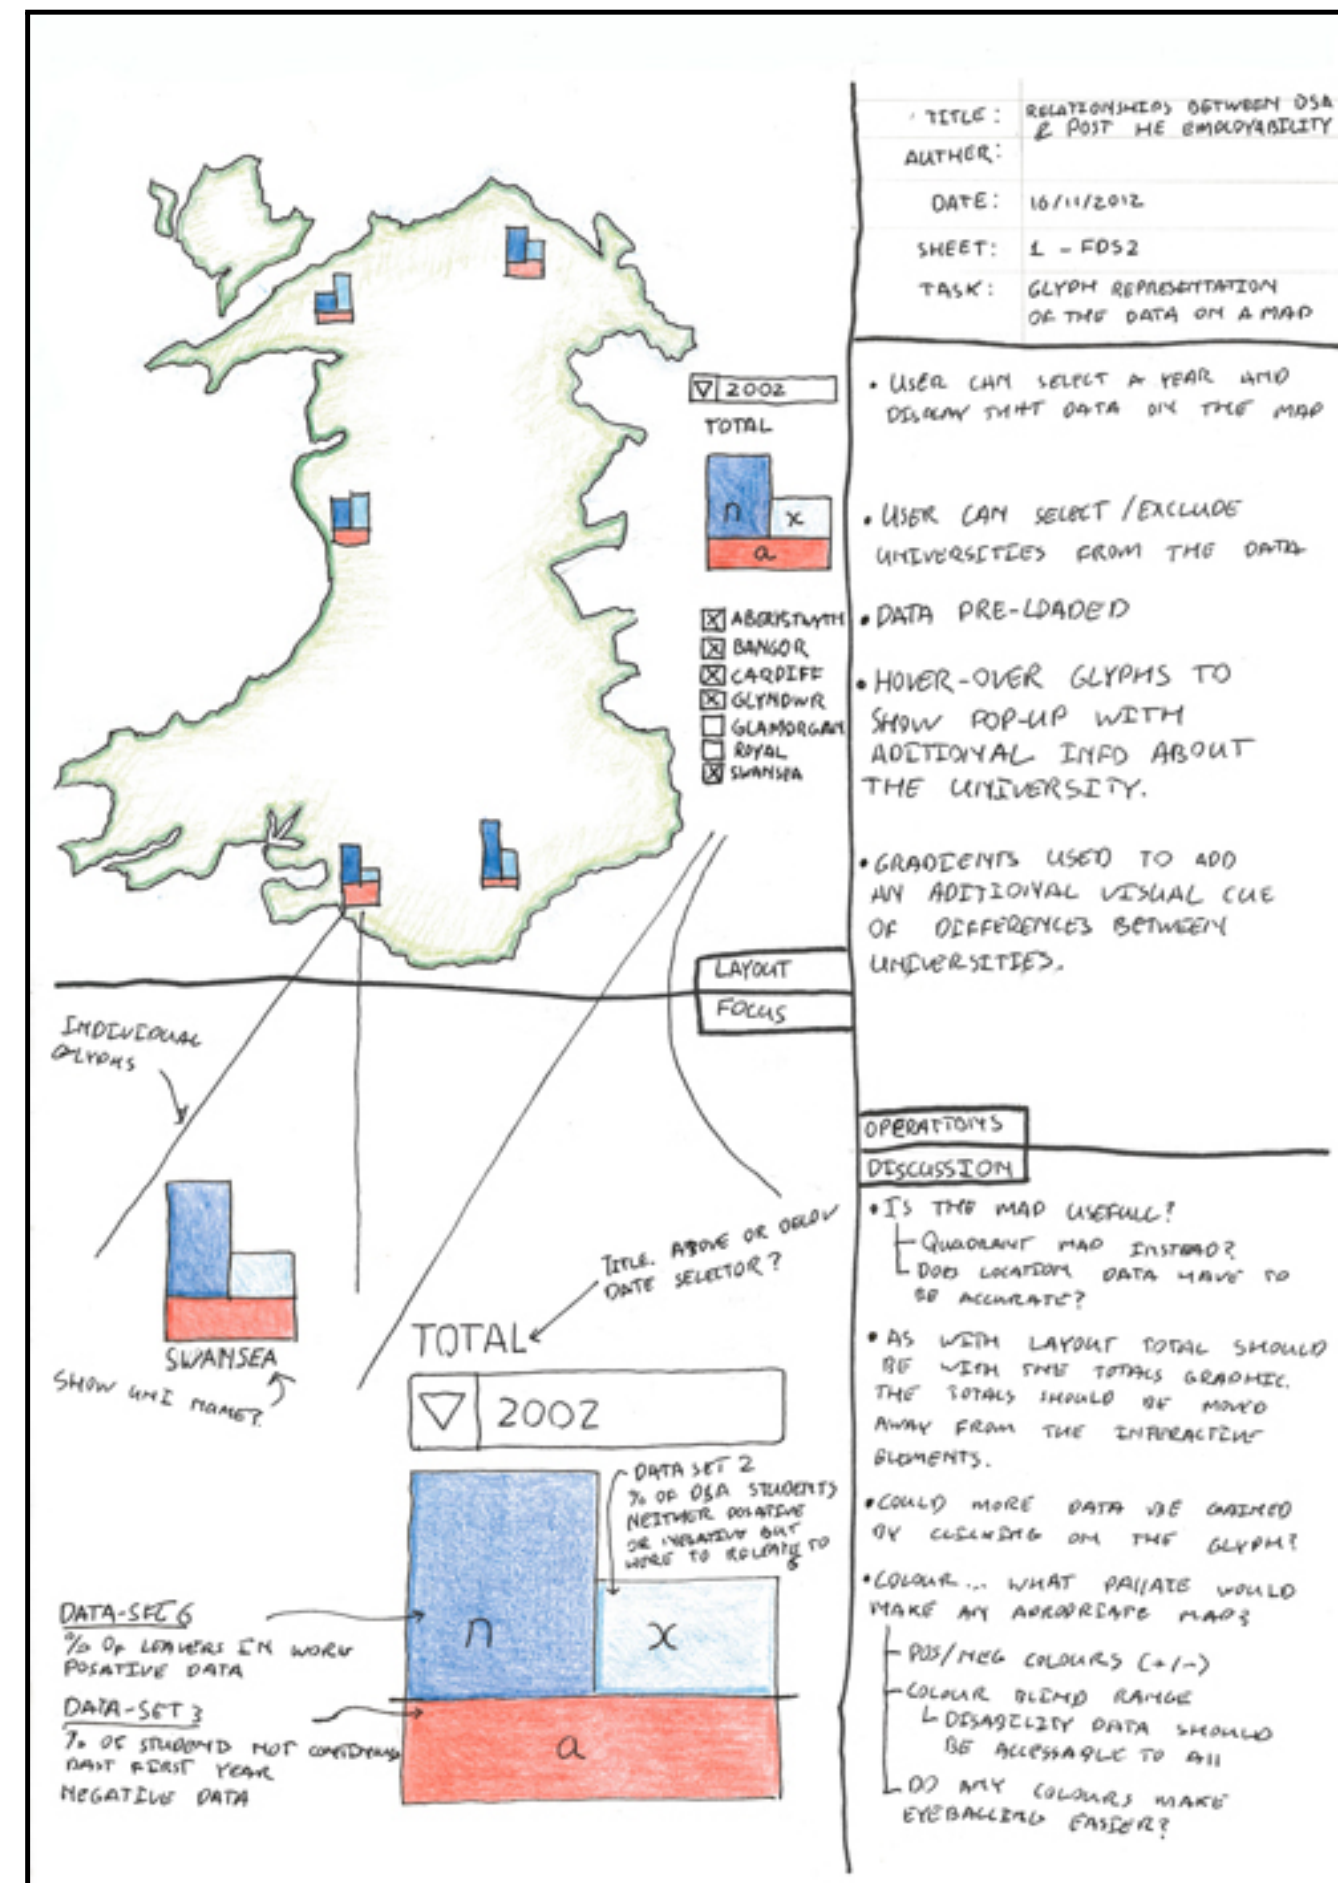 TITLE: RELATIONSHIPS BETWEEN DSA
& POST HE EMPLOYABILITY
AUTHER:
DATE: 16/11/2012
SHEET: 1 - FDS2
TASK: GLYPH REPRESENTTATION
OF THE DATA ON A MAP
2002
TOTAL
n
x
a
ABERISTWYTH
BANGOR
CARDIFF
GLYNDWR
GLAMORGAN
ROYAL
SWANSEA
• USER CAN SELECT A YEAR AND
DISPLAY THAT DATA ON THE MAP
• USER CAN SELECT/EXCLUDE
UNIVERSITIES FROM THE DATA
• DATA PRE-LOADED
• HOVER-OVER GLYPHS TO
SHOW POP-UP WITH
ADITIONAL INFO ABOUT
THE UNIVERSITY.
• GRADIENTS USED TO ADD
AN ADITIONAL VISUAL CUE
OF DIFFERENCES BETWEEN
UNIVERSITIES.
LAYOUT
FOCUS
INDIVIDUAL
GLYPHS
SWANSEA
SHOW UNI NAME?
TITLE. ABOVE OR BELOW
DATE SELECTOR?
TOTAL
2002
DATA SET 2
% OF DSA STUDENTS
NEITHER POSATIVE
OR NEGATIVE BUT
MORE TO RELEATE TO
n
x
a
DATA-SET 6
% OF LEAVERS IN WORK
POSATIVE DATA
DATA-SET 3
% OF STUDENTS NOT CONTINUING
PAST FIRST YEAR
NEGATIVE DATA
OPERATIONS
DISCUSSION
• IS THE MAP USEFULL?
QUADRANT MAP INSTEAD?
DOES LOCATION DATA HAVE TO
BE ACCURATE?
• AS WITH LAYOUT TOTAL SHOULD
BE WITH THE TOTALS GRAPHIC.
THE TOTALS SHOULD BE MOVED
AWAY FROM THE INTERACTIVE
ELEMENTS.
• COULD MORE DATA BE GAINED
BY CLICKING ON THE GLYPH?
• COLOUR... WHAT PALLATE WOULD
MAKE AN APROPRIATE MAP?
POS/NEG COLOURS (+/-)
COLOUR BLIND RANGE
DISABILITY DATA SHOULD
BE ACCESSABLE TO All
DO ANY COLOURS MAKE
EYEBALLING EASIER?